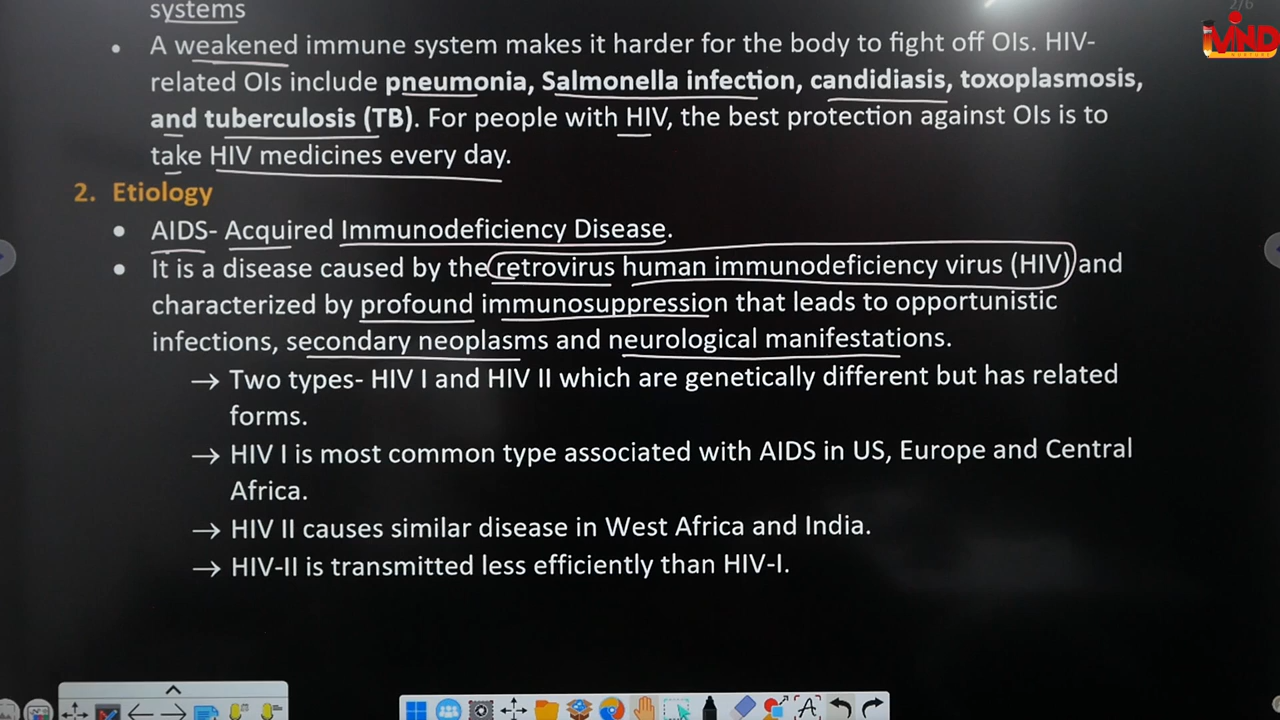 systems
2/6
MIND
• A weakened immune system makes it harder for the body to fight off OIs. HIV-
related OIs include pneumonia, Salmonella infection, candidiasis, toxoplasmosis,
and tuberculosis (TB). For people with HIV, the best protection against OIs is to
take HIV medicines every day.
2. Etiology
• AIDS- Acquired Immunodeficiency Disease.
• It is a disease caused by the retrovirus human immunodeficiency virus (HIV) and
characterized by profound immunosuppression that leads to opportunistic
infections, secondary neoplasms and neurological manifestations.
→ Two types- HIV I and HIV II which are genetically different but has related
forms.
→ HIV I is most common type associated with AIDS in US, Europe and Central
Africa.
→ HIV II causes similar disease in West Africa and India.
→ HIV-II is transmitted less efficiently than HIV-I.